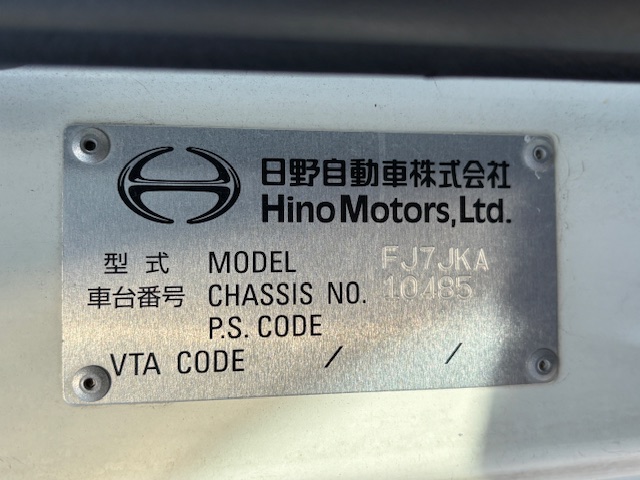 日野自動車株式会社
Hino Motors, Ltd.
型式 MODEL FJ7JKA
車台番号 CHASSIS NO. 10485
P.S. CODE
VTA CODE / /